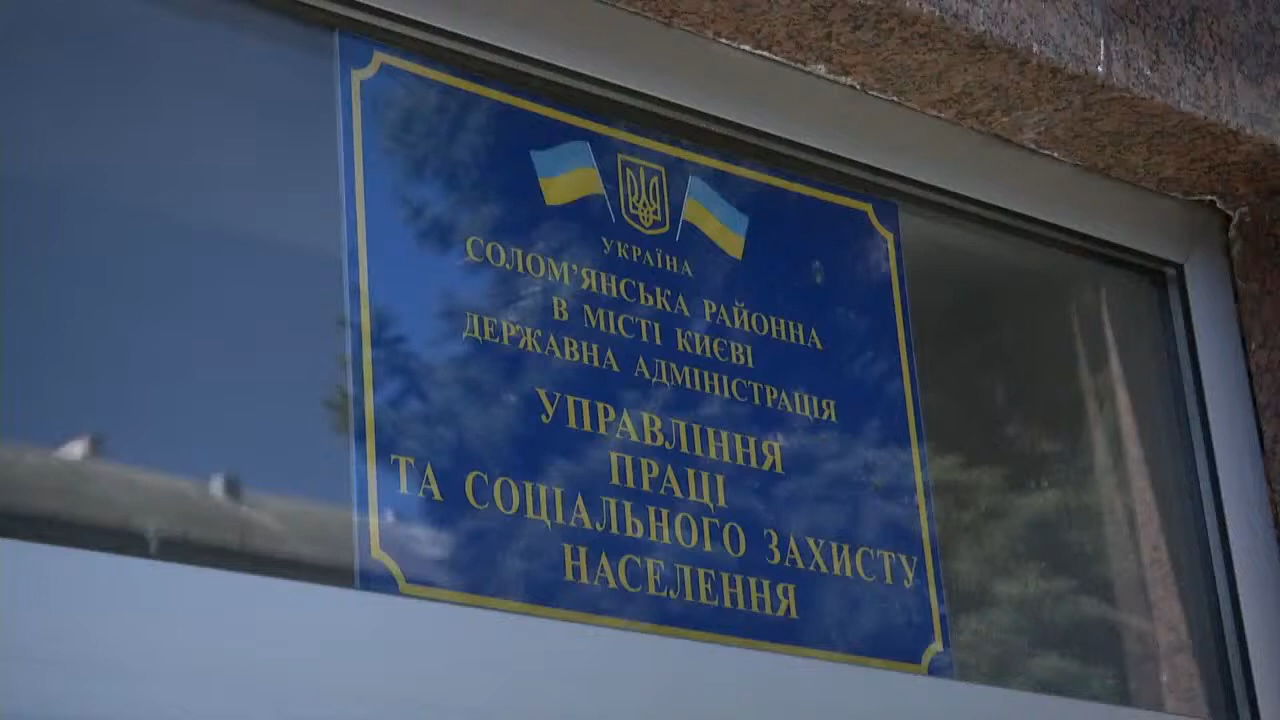 УКРАЇНА
СОЛОМ'ЯНСЬКА РАЙОННА
В МІСТІ КИЄВІ
ДЕРЖАВНА АДМІНІСТРАЦІЯ
УПРАВЛІННЯ
ПРАЦІ
ТА СОЦІАЛЬНОГО ЗАХИСТУ
НАСЕЛЕННЯ